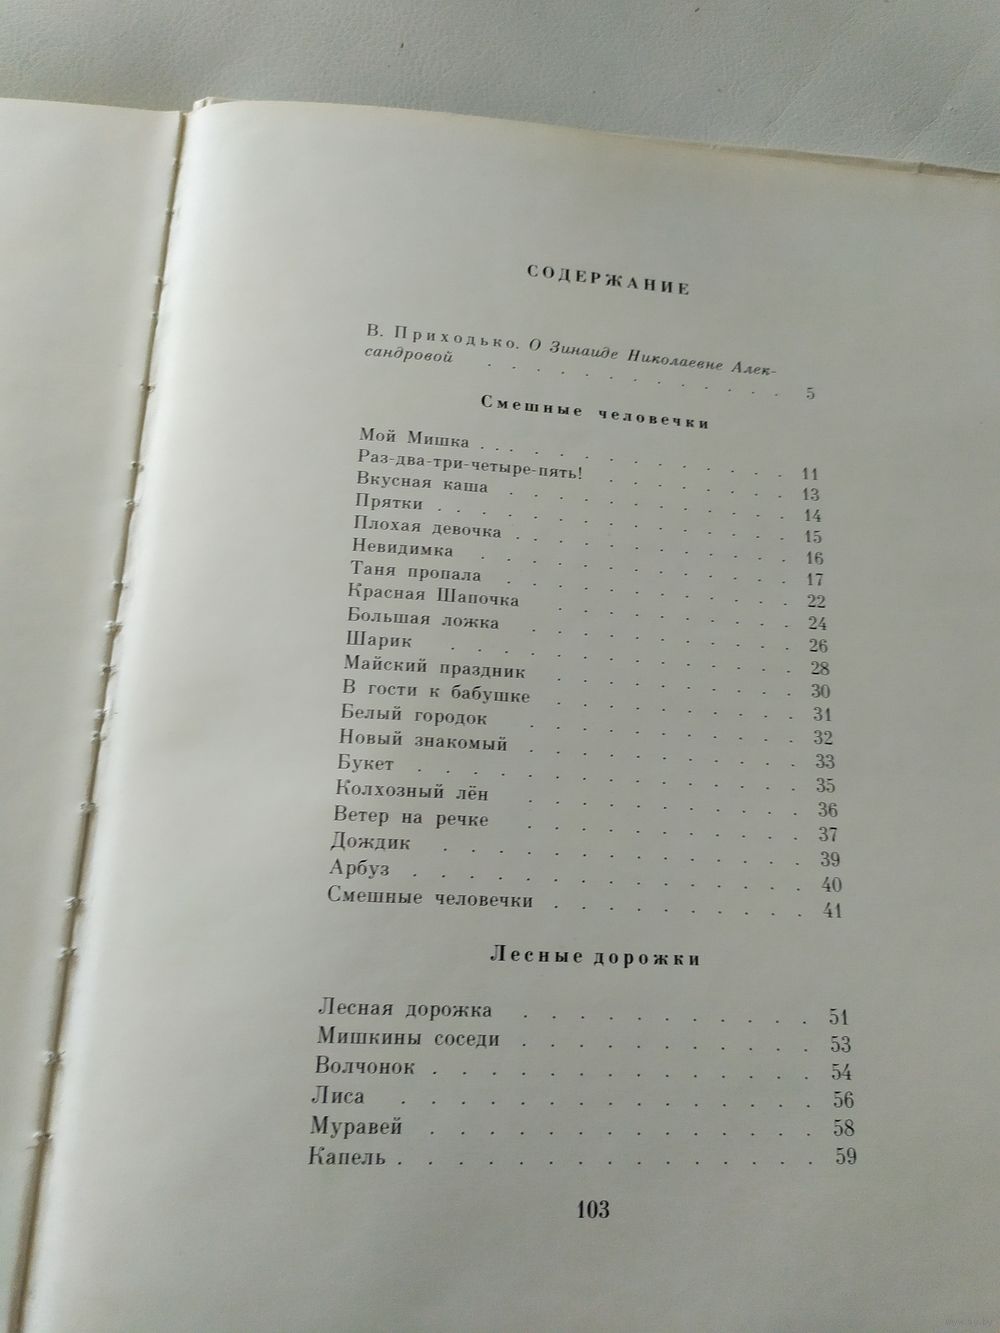 СОДЕРЖАНИЕ
В. Приходько. О Зинаиде Николаевне Алек-
сандровой . . . . . . . . . . . . . 5
Смешные человечки
Мой Мишка . . . . . . . . . . . . . 11
Раз-два-три-четыре-пять! . . . . . . . . 13
Вкусная каша . . . . . . . . . . . . 14
Прятки . . . . . . . . . . . . . . 15
Плохая девочка . . . . . . . . . . . 16
Невидимка . . . . . . . . . . . . 17
Таня пропала . . . . . . . . . . . 22
Красная Шапочка . . . . . . . . . 24
Большая ложка . . . . . . . . . . 26
Шарик . . . . . . . . . . . . . 28
Майский праздник . . . . . . . . . 30
В гости к бабушке . . . . . . . . . 31
Белый городок . . . . . . . . . . 32
Новый знакомый . . . . . . . . . . 33
Букет . . . . . . . . . . . . . . 35
Колхозный лён . . . . . . . . . . 36
Ветер на речке . . . . . . . . . . 37
Дождик . . . . . . . . . . . . . 39
Арбуз . . . . . . . . . . . . . . 40
Смешные человечки . . . . . . . . . 41
Лесные дорожки
Лесная дорожка . . . . . . . . . . . 51
Мишкины соседи . . . . . . . . . . . 53
Волчонок . . . . . . . . . . . . . . 54
Лиса . . . . . . . . . . . . . . . 56
Муравей . . . . . . . . . . . . . . 58
Капель . . . . . . . . . . . . . . . 59
103